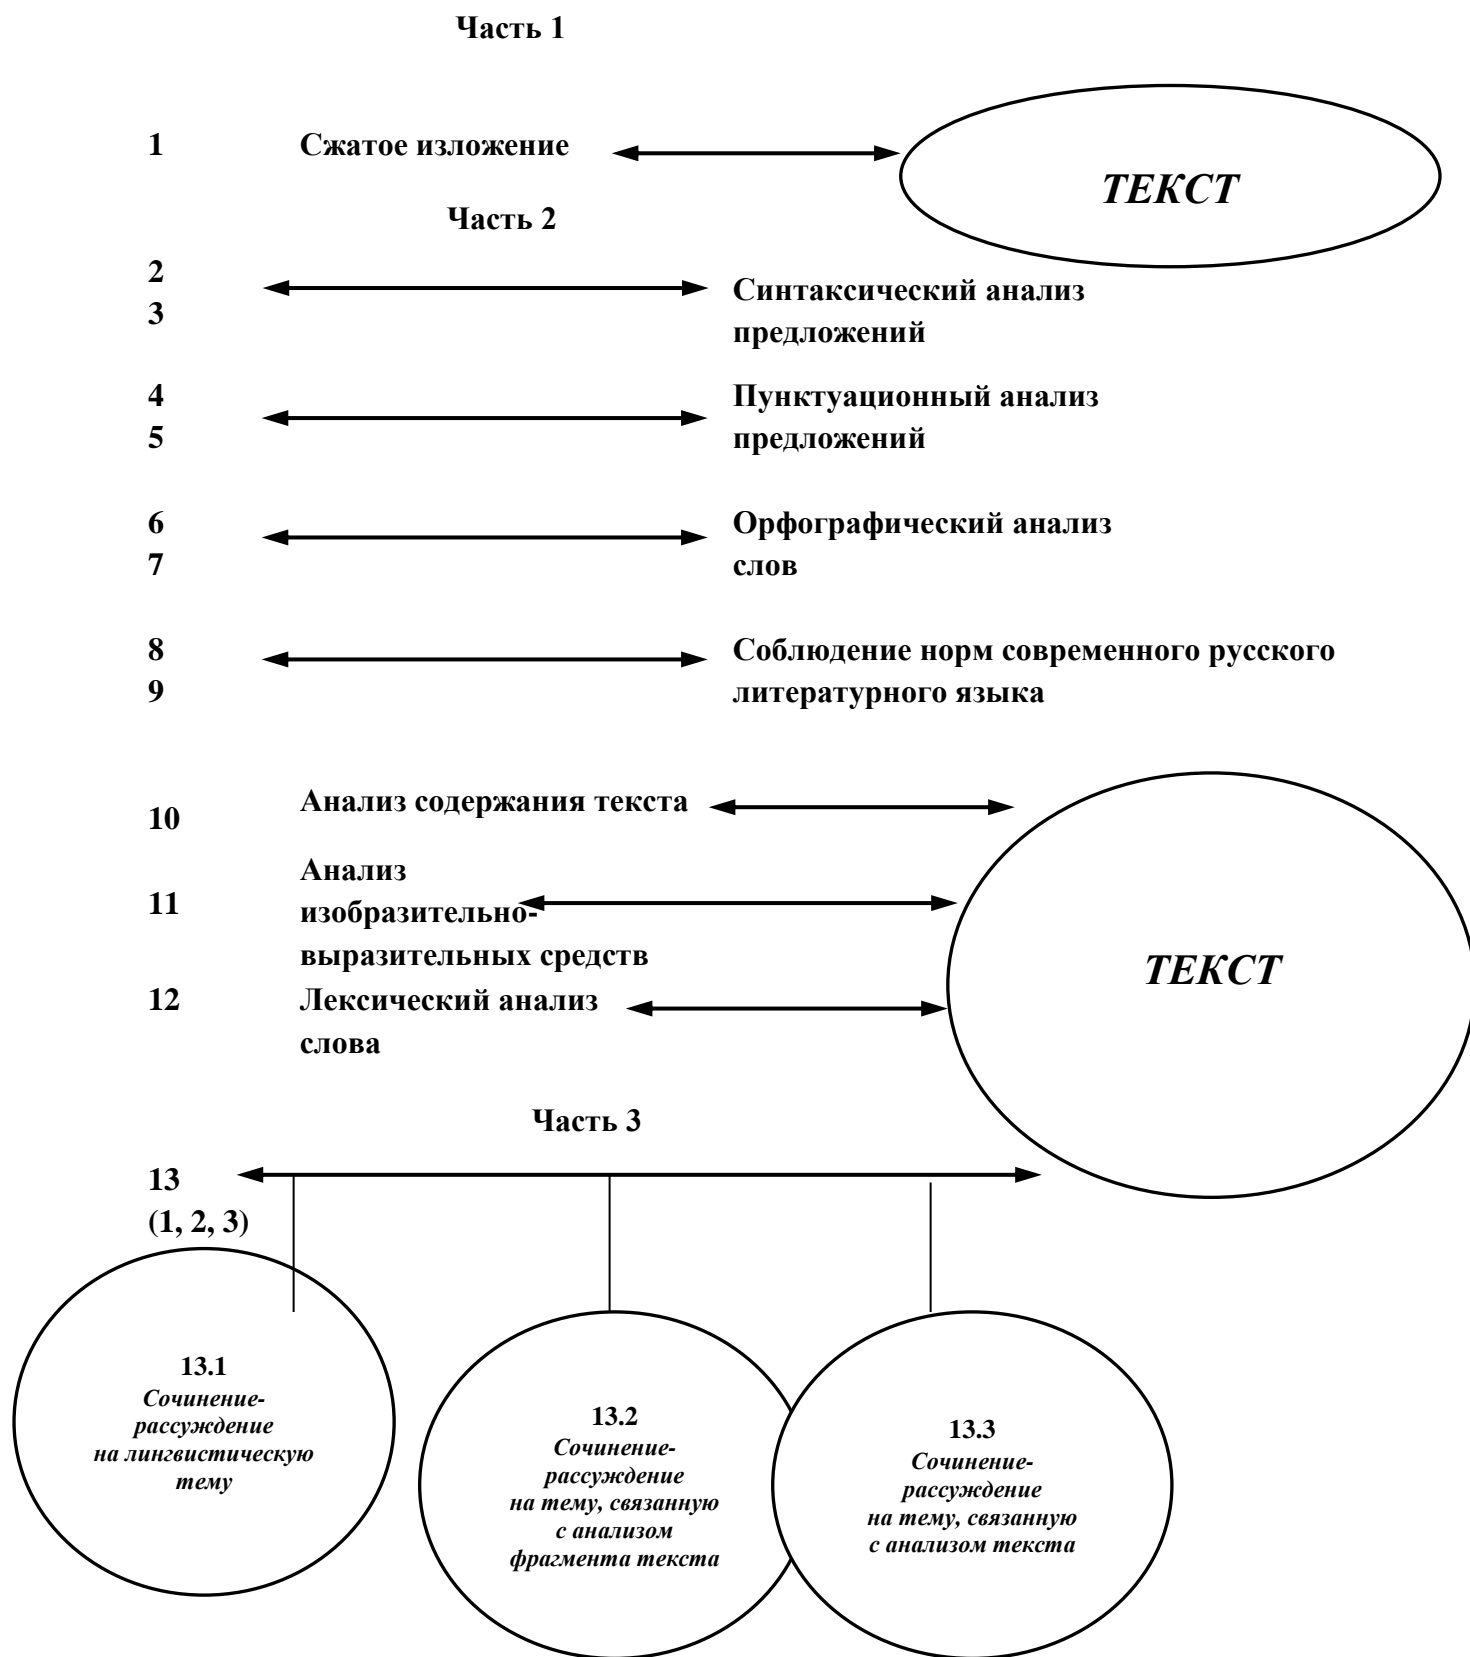 Часть 1
1 Сжатое изложение
ТЕКСТ
Часть 2
2
3
Синтаксический анализ
предложений
4
5
Пунктуационный анализ
предложений
6
7
Орфографический анализ
слов
8
9
Соблюдение норм современного русского
литературного языка
10
Анализ содержания текста
11
Анализ
изобразительно-
выразительных средств
12
Лексический анализ
слова
ТЕКСТ
Часть 3
13
(1, 2, 3)
13.1
Сочинение-
рассуждение
на лингвистическую
тему
13.2
Сочинение-
рассуждение
на тему, связанную
с анализом
фрагмента текста
13.3
Сочинение-
рассуждение
на тему, связанную
с анализом текста